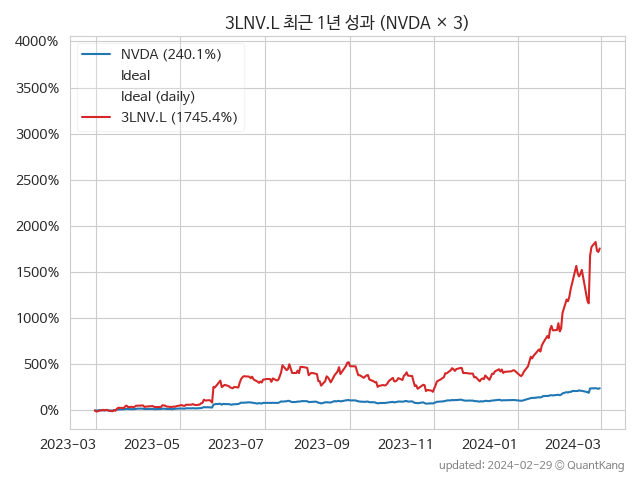 3LNV.L 최근 1년 성과 (NVDA × 3)
4000%
3500%
3000%
2500%
2000%
1500%
1000%
500%
0%
NVDA (240.1%)
Ideal
Ideal (daily)
3LNV.L (1745.4%)
2023-03
2023-05
2023-07
2023-09
2023-11
2024-01
2024-03
updated: 2024-02-29 © QuantKang